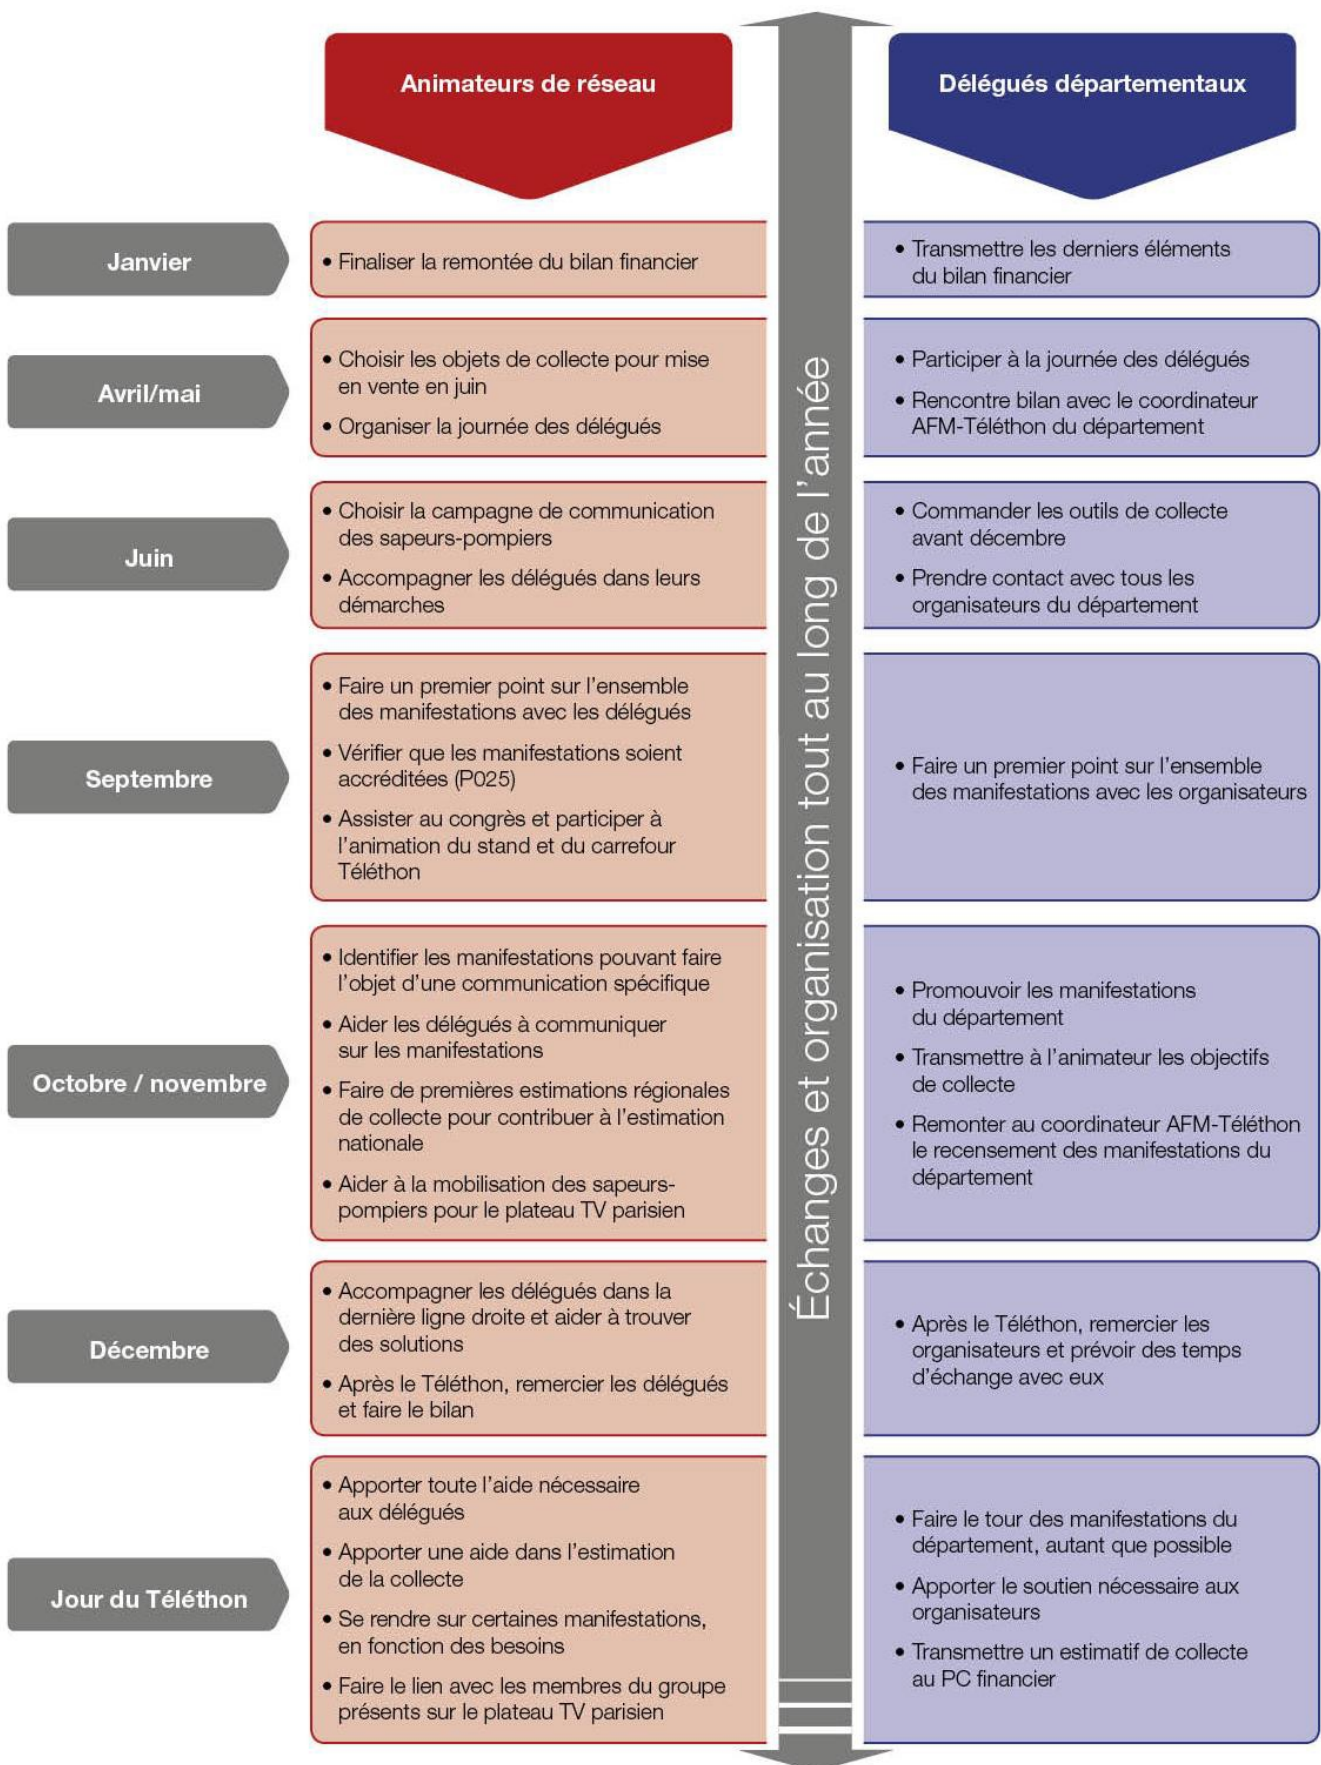 Animateurs de réseau
Délégués départementaux
Échanges et organisation tout au long de l'année
Janvier
• Finaliser la remontée du bilan financier
• Transmettre les derniers éléments
du bilan financier
Avril/mai
• Choisir les objets de collecte pour mise
en vente en juin
• Organiser la journée des délégués
• Participer à la journée des délégués
• Rencontre bilan avec le coordinateur
AFM-Téléthon du département
Juin
• Choisir la campagne de communication
des sapeurs-pompiers
• Accompagner les délégués dans leurs
démarches
• Commander les outils de collecte
avant décembre
• Prendre contact avec tous les
organisateurs du département
Septembre
• Faire un premier point sur l'ensemble
des manifestations avec les délégués
• Vérifier que les manifestations soient
accréditées (P025)
• Assister au congrès et participer à
l'animation du stand et du carrefour
Téléthon
• Faire un premier point sur l'ensemble
des manifestations avec les organisateurs
Octobre / novembre
• Identifier les manifestations pouvant faire
l'objet d'une communication spécifique
• Aider les délégués à communiquer
sur les manifestations
• Faire de premières estimations régionales
de collecte pour contribuer à l'estimation
nationale
• Aider à la mobilisation des sapeurs-
pompiers pour le plateau TV parisien
• Promouvoir les manifestations
du département
• Transmettre à l'animateur les objectifs
de collecte
• Remonter au coordinateur AFM-Téléthon
le recensement des manifestations du
département
Décembre
• Accompagner les délégués dans la
dernière ligne droite et aider à trouver
des solutions
• Après le Téléthon, remercier les délégués
et faire le bilan
• Après le Téléthon, remercier les
organisateurs et prévoir des temps
d'échange avec eux
Jour du Téléthon
• Apporter toute l'aide nécessaire
aux délégués
• Apporter une aide dans l'estimation
de la collecte
• Se rendre sur certaines manifestations,
en fonction des besoins
• Faire le lien avec les membres du groupe
présents sur le plateau TV parisien
• Faire le tour des manifestations du
département, autant que possible
• Apporter le soutien nécessaire aux
organisateurs
• Transmettre un estimatif de collecte
au PC financier